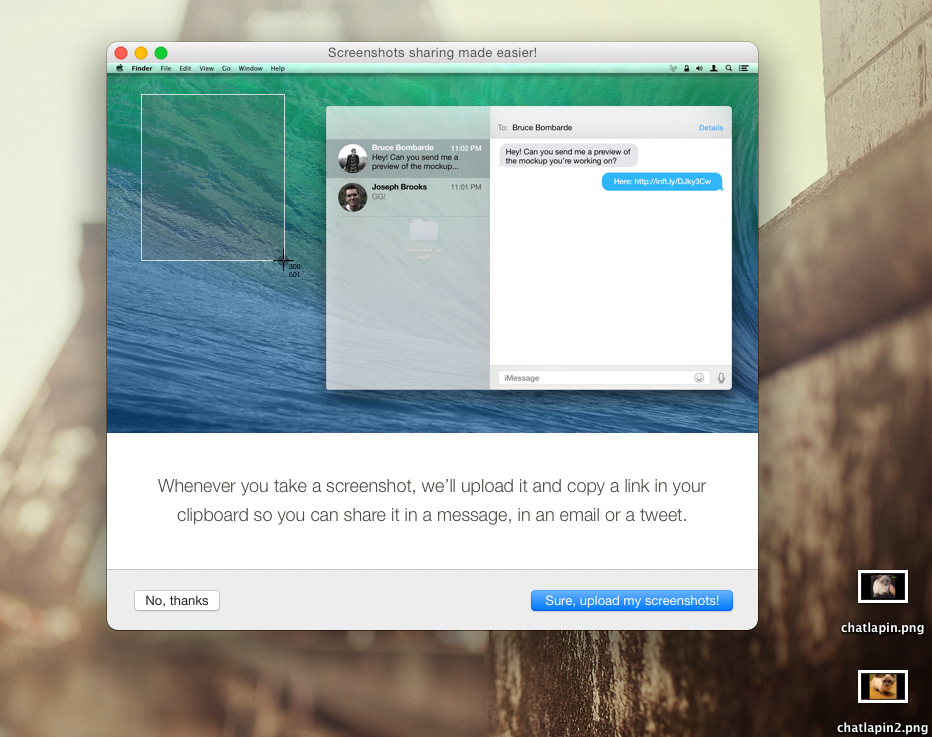 Screenshots sharing made easier!
Finder File Edit View Go Window Help
To: Bruce Bombarde Details
Bruce Bombarde 11:02 PM
Hey! Can you send me a
preview of the mockup...
Joseph Brooks 11:01 PM
GG!
Hey! Can you send me a preview of
the mockup you're working on?
Here: http://inft.ly/DJky3Cw
300
601
iMessage
Whenever you take a screenshot, we'll upload it and copy a link in your
clipboard so you can share it in a message, in an email or a tweet.
No, thanks
Sure, upload my screenshots!
chatlapin.png
chatlapin2.png